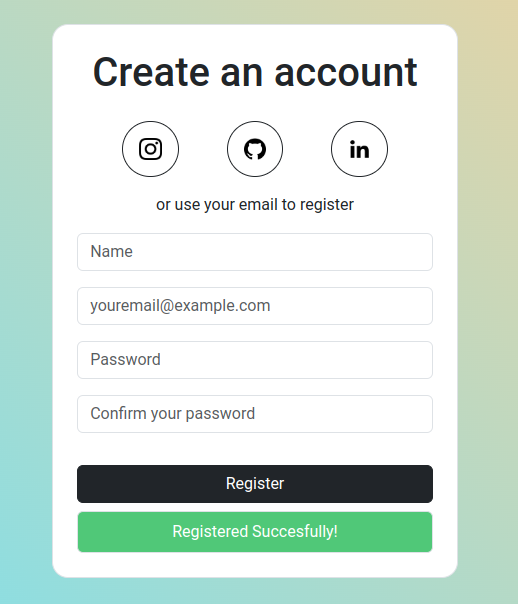 Create an account
in
or use your email to register
Name
youremail@example.com
Password
Confirm your password
Register
Registered Succesfully!